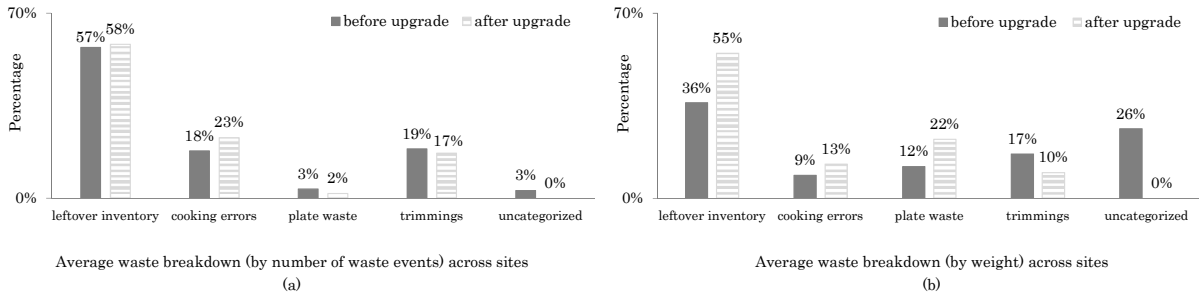 70%
before upgrade
after upgrade
57%
58%
18%
23%
3%
2%
19%
17%
3%
0%
Percentage
0%
leftover inventory
cooking errors
plate waste
trimmings
uncategorized
Average waste breakdown (by number of waste events) across sites
(a)
70%
before upgrade
after upgrade
36%
55%
9%
13%
12%
22%
17%
10%
26%
0%
Percentage
0%
leftover inventory
cooking errors
plate waste
trimmings
uncategorized
Average waste breakdown (by weight) across sites
(b)